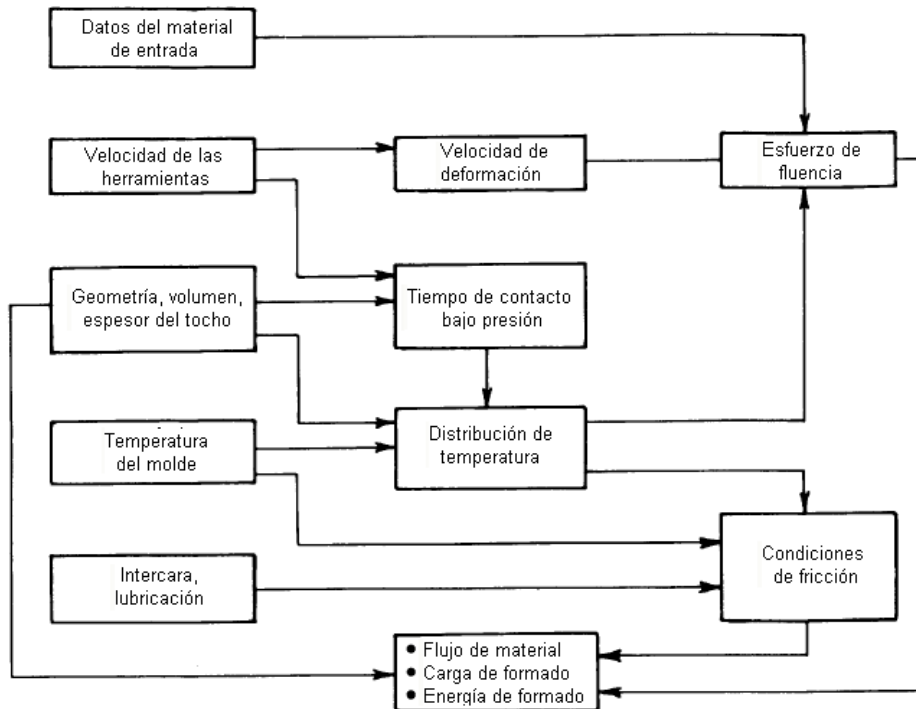 Datos del material
de entrada
Velocidad de las
herramientas
Velocidad de
deformación
Esfuerzo de
fluencia
Geometría, volumen,
espesor del tocho
Tiempo de contacto
bajo presión
Temperatura
del molde
Distribución de
temperatura
Intercara,
lubricación
Condiciones
de fricción
• Flujo de material
• Carga de formado
• Energía de formado